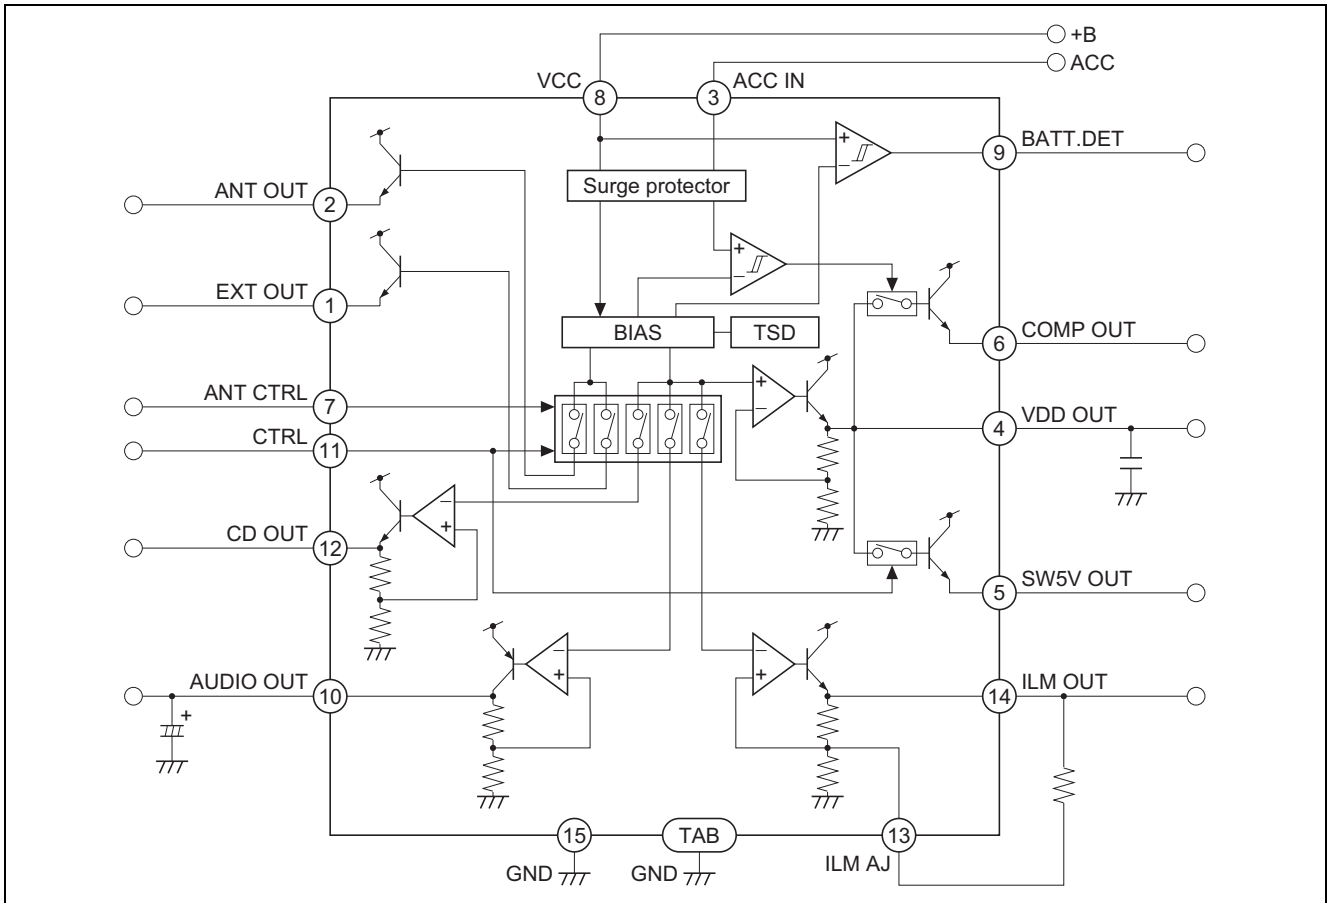 +B
ACC
VCC
8
3
ACC IN
+
−
9
BATT.DET
Surge protector
ANT OUT
2
+
−
EXT OUT
1
BIAS
TSD
COMP OUT
6
ANT CTRL
7
+
−
VDD OUT
4
CTRL
11
−
+
CD OUT
12
SW5V OUT
5
−
+
−
+
AUDIO OUT
10
+
ILM OUT
14
15
TAB
13
GND
GND
ILM AJ